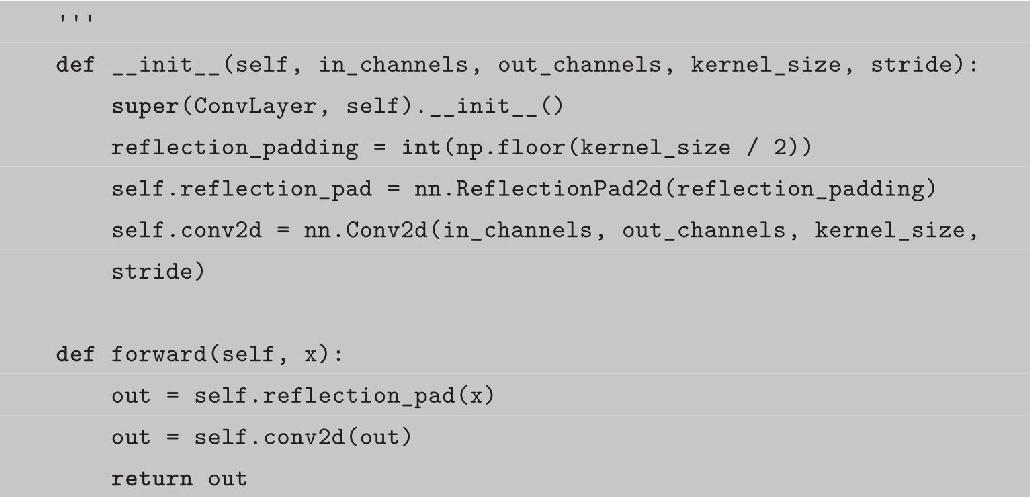 '''
def __init__(self, in_channels, out_channels, kernel_size, stride):
super(ConvLayer, self).__init__()
reflection_padding = int(np.floor(kernel_size / 2))
self.reflection_pad = nn.ReflectionPad2d(reflection_padding)
self.conv2d = nn.Conv2d(in_channels, out_channels, kernel_size,
stride)
def forward(self, x):
out = self.reflection_pad(x)
out = self.conv2d(out)
return out